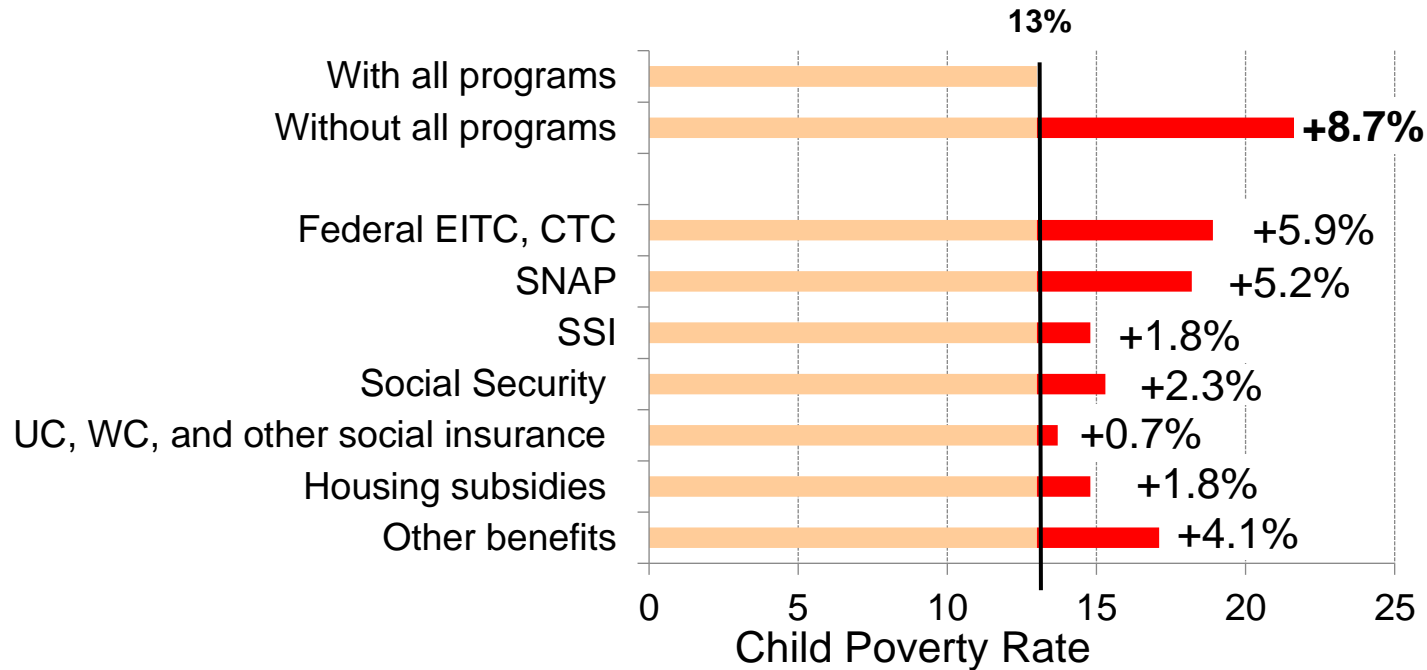 13%
With all programs
Without all programs
+8.7%
Federal EITC, CTC
+5.9%
SNAP
+5.2%
SSI
+1.8%
Social Security
+2.3%
UC, WC, and other social insurance
+0.7%
Housing subsidies
+1.8%
Other benefits
+4.1%
0 5 10 15 20 25
Child Poverty Rate